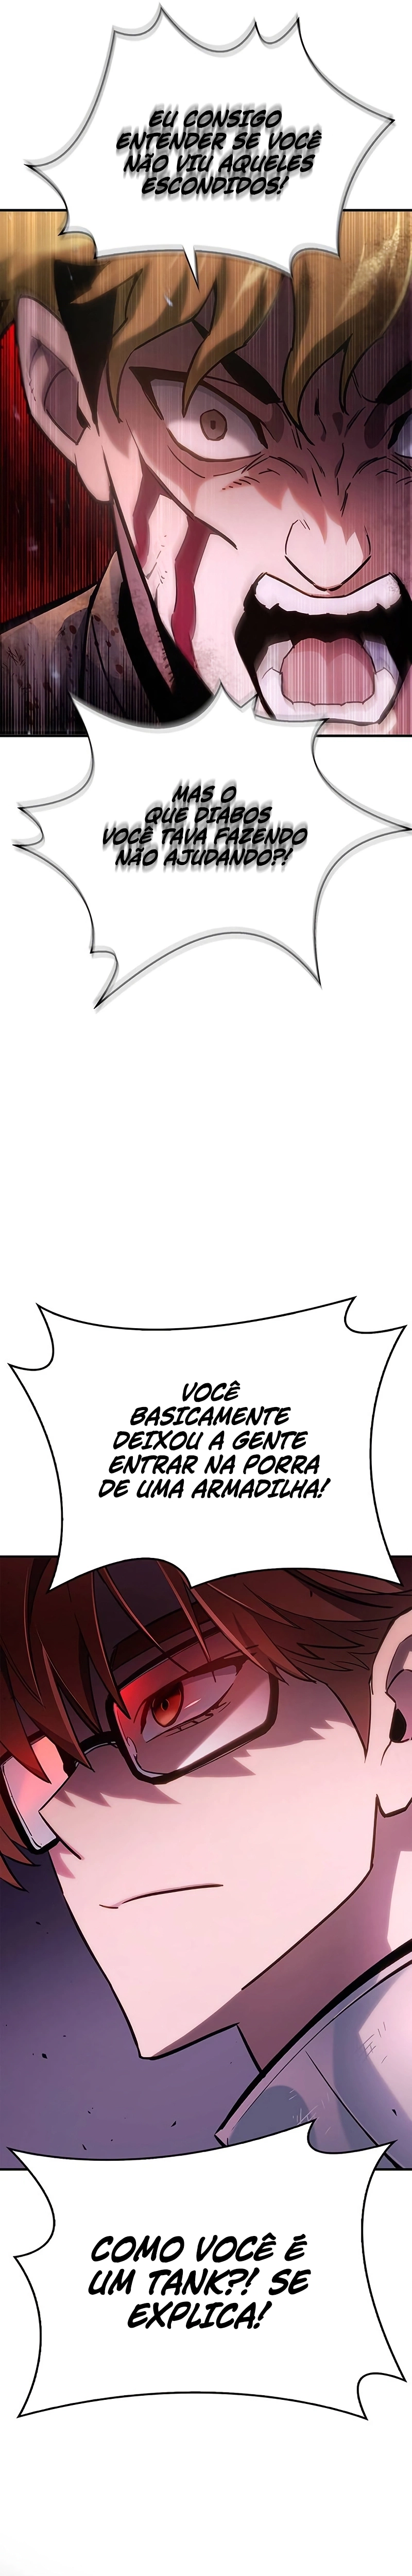 EU CONSIGO
ENTENDER SE VOCÊ
NÃO VIU AQUELES
ESCONDIDOS!
MAS O
QUE DIABOS
VOCÊ TAVA FAZENDO
NÃO AJUDANDO?!
VOCÊ
BASICAMENTE
DEIXOU A GENTE
ENTRAR NA PORRA
DE UMA ARMADILHA!
COMO VOCÊ É
UM TANK?! SE
EXPLICA!